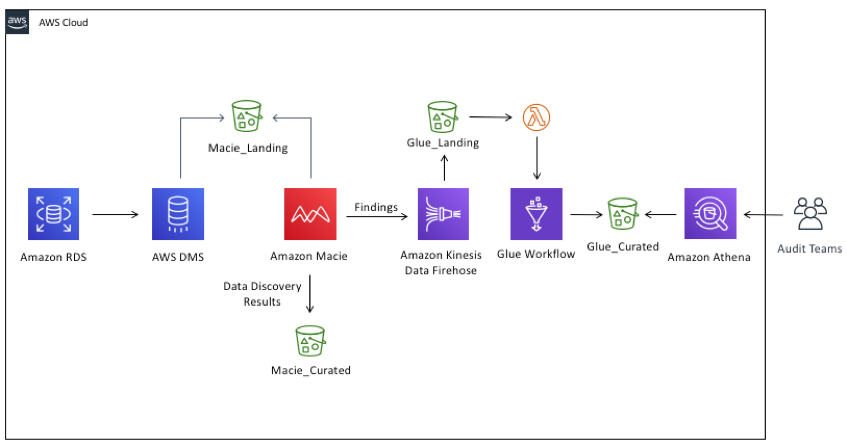 aws
AWS Cloud
Macie_Landing
Glue_Landing
Findings
Amazon RDS
AWS DMS
Amazon Macie
Amazon Kinesis
Data Firehose
Glue Workflow
Glue_Curated
Amazon Athena
Audit Teams
Data Discovery
Results
Macie_Curated